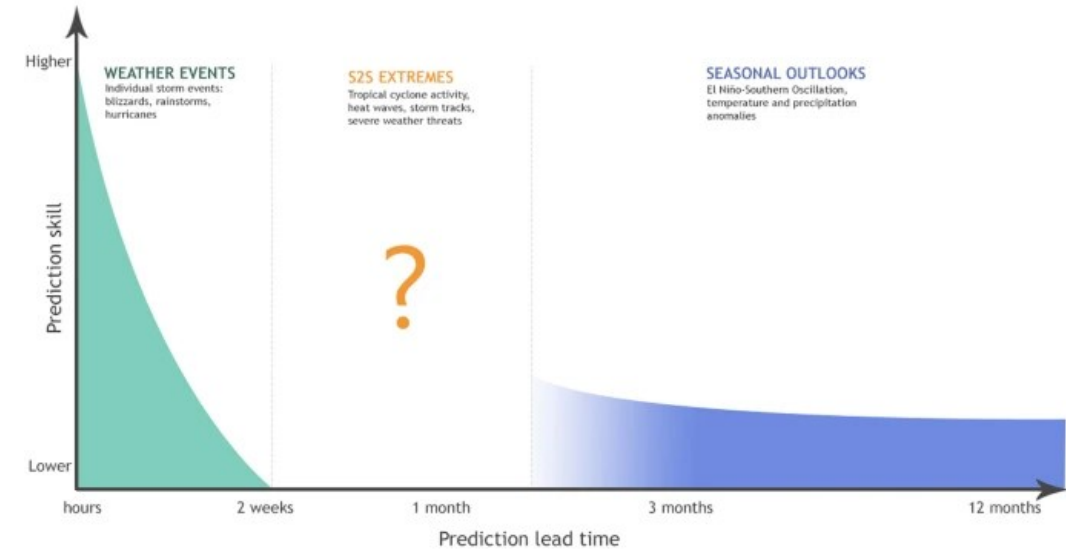 Higher
WEATHER EVENTS
Individual storm events:
blizzards, rainstorms,
hurricanes
S2S EXTREMES
Tropical cyclone activity,
heat waves, storm tracks,
severe weather threats
SEASONAL OUTLOOKS
El Niño-Southern Oscillation,
temperature and precipitation
anomalies
Prediction skill
?
Lower
hours
2 weeks
1 month
3 months
12 months
Prediction lead time